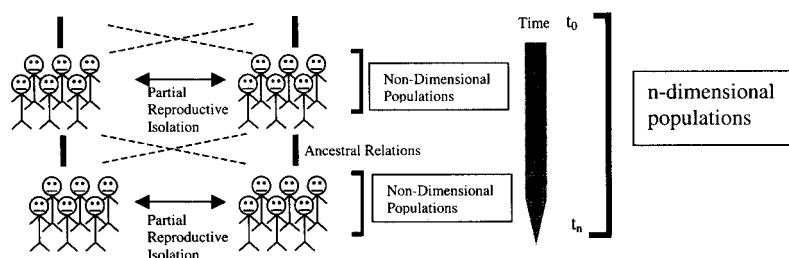 Time
t0
Partial
Reproductive
Isolation
Non-Dimensional
Populations
n-dimensional
populations
Ancestral Relations
Partial
Reproductive
Isolation
Non-Dimensional
Populations
tn